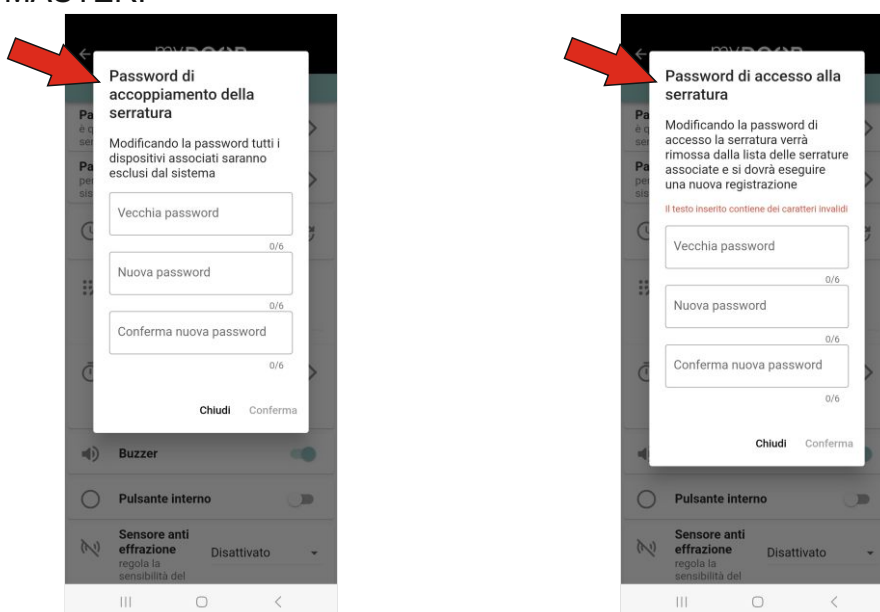 MASTER:
Password di
accoppiamento della
serratura
Modificando la password tutti i
dispositivi associati saranno
esclusi dal sistema
Vecchia password
0/6
Nuova password
0/6
Conferma nuova password
0/6
Chiudi Conferma
Buzzer
Pulsante interno
Sensore anti
effrazione
Disattivato
regola la
sensibilità del
Password di accesso alla
serratura
Modificando la password di
accesso la serratura verrà
rimossa dalla lista delle serrature
associate e si dovrà eseguire
una nuova registrazione
Il testo inserito contiene dei caratteri invalidi
Vecchia password
0/6
Nuova password
0/6
Conferma nuova password
0/6
Chiudi Conferma
Pulsante interno
Sensore anti
effrazione
Disattivato
regola la
sensibilità del